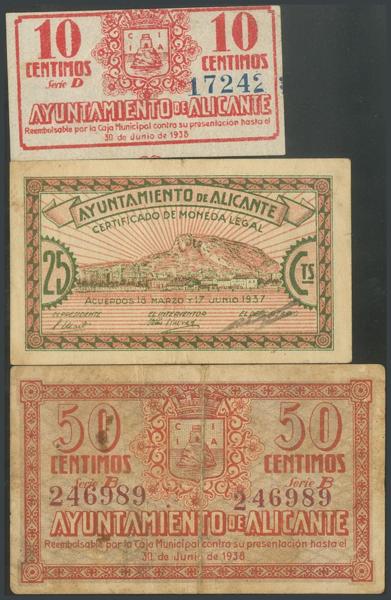 10 10
CENTIMOS CENTIMOS
Serie D 17242
C I
I A
AYUNTAMIENTO DE ALICANTE
Reembolsable por la Caja Municipal contra su presentación hasta el
30 de Junio de 1938
AYUNTAMIENTO DE ALICANTE
CERTIFICADO DE MONEDA LEGAL
25 CTS
ACUERDOS 18 MARZO Y 17 JUNIO 1937
EL PRESIDENTE EL INTERVENTOR
50 50
CENTIMOS CENTIMOS
C I
I A
Serie B Serie B
246989 246989
AYUNTAMIENTO DE ALICANTE
Reembolsable por la Caja Municipal contra su presentación hasta el
30 de Junio de 1938